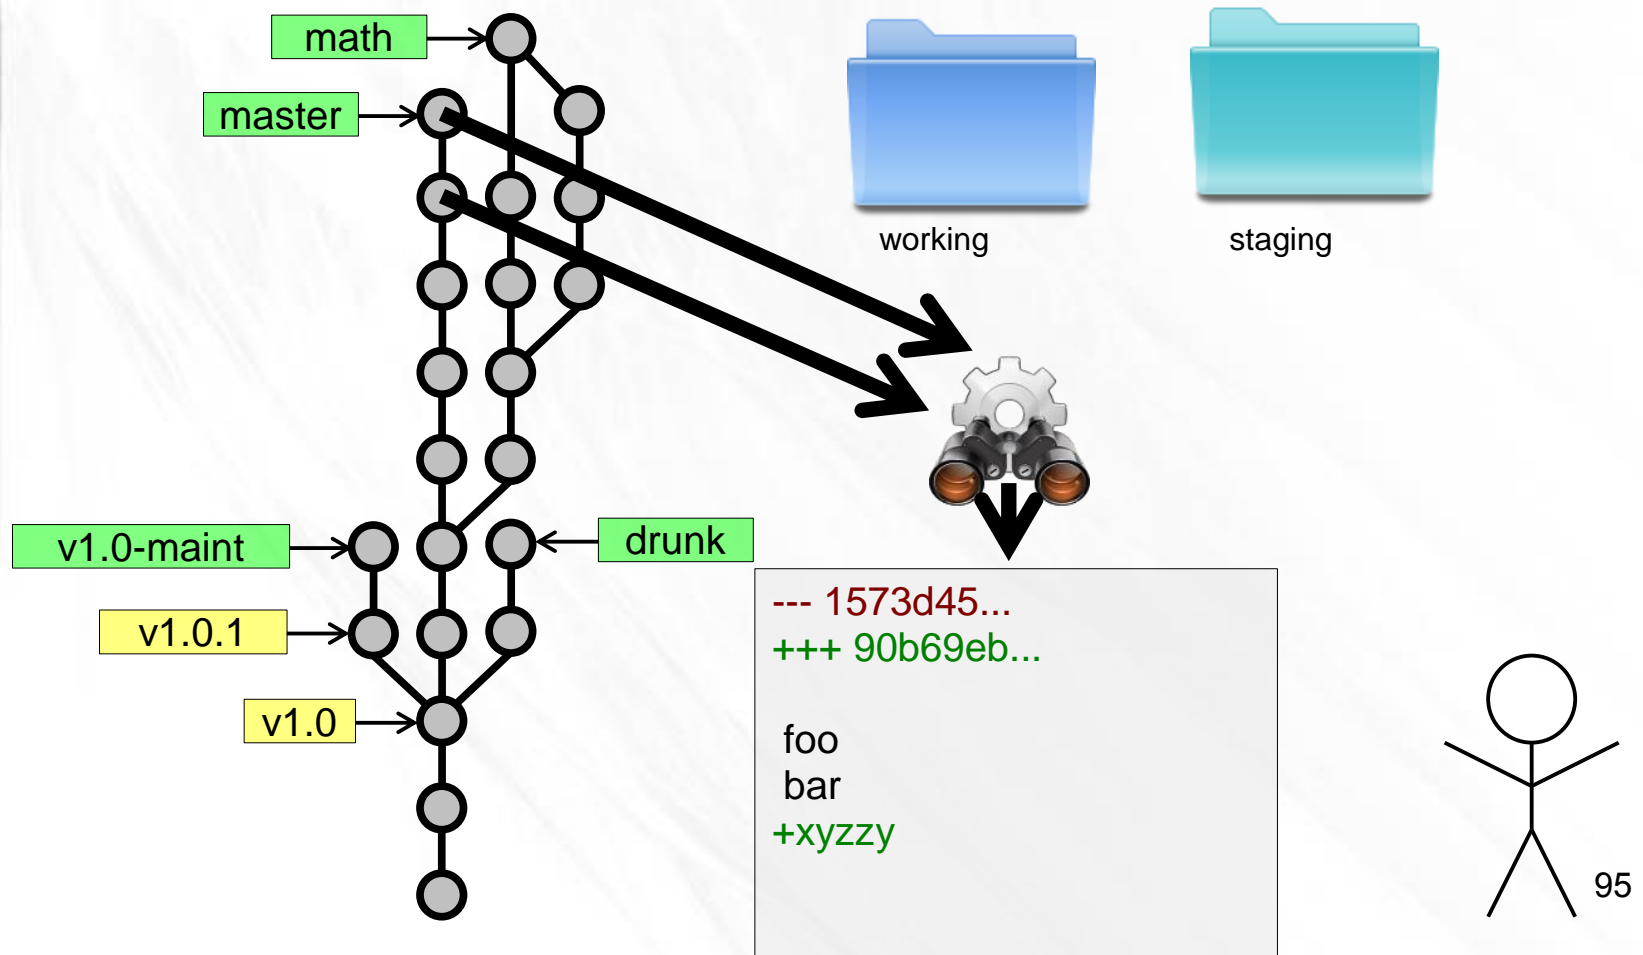 math
master
working
staging
v1.0-maint
drunk
v1.0.1
v1.0
--- 1573d45...
+++ 90b69eb...
foo
bar
+xyzzy
95